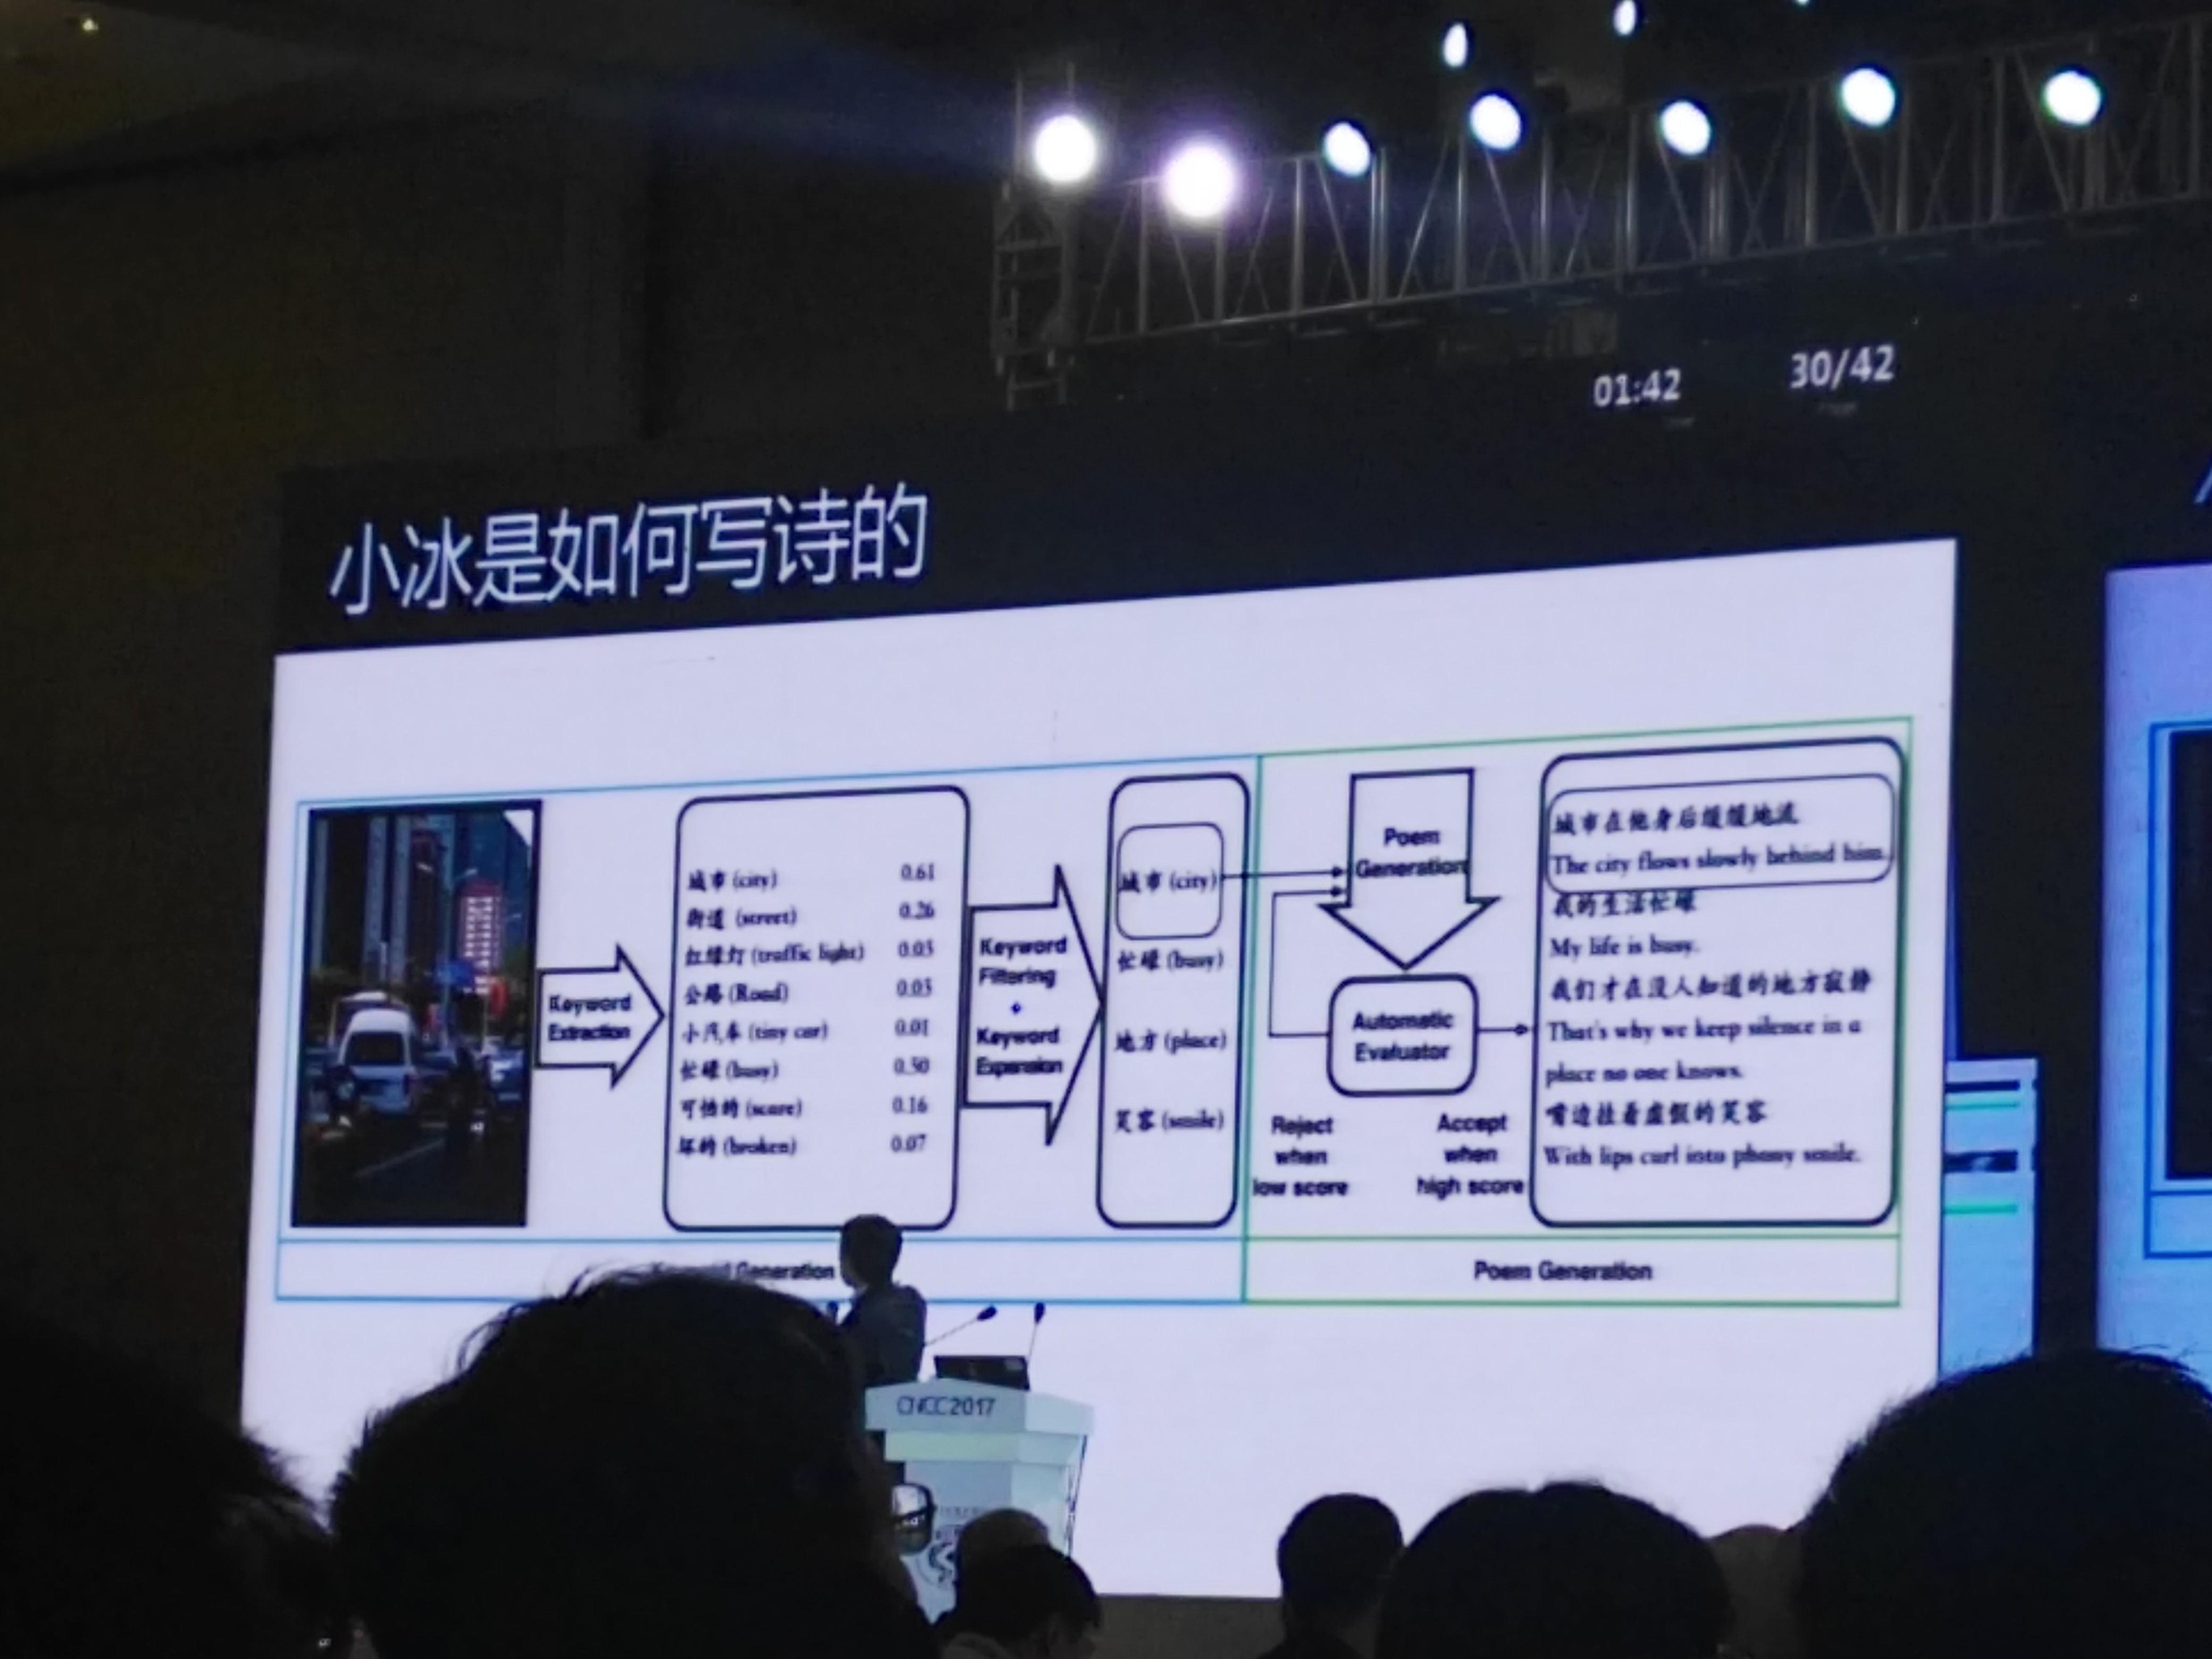 01:42
30/42
小冰是如何写诗的
Keyword
Extraction
城市 (city) 0.61
街道 (street) 0.26
红绿灯 (traffic light) 0.05
公路 (Road) 0.05
小汽车 (tiny car) 0.01
忙碌 (busy) 0.50
可怕的 (scare) 0.16
坏的 (broken) 0.07
Keyword
Filtering
Keyword
Expansion
城市 (city)
忙碌 (busy)
地方 (place)
笑容 (smile)
Poem
Generation
Automatic
Evaluator
Reject
when
low score
Accept
when
high score
城市在他身后缓缓地流
The city flows slowly behind him.
我的生活忙碌
My life is busy.
我们才在没人知道的地方寂静
That's why we keep silence in a
place no one knows.
嘴边挂着虚假的笑容
With lips curl into phony smile.
Generation
Poem Generation
CNCC2017